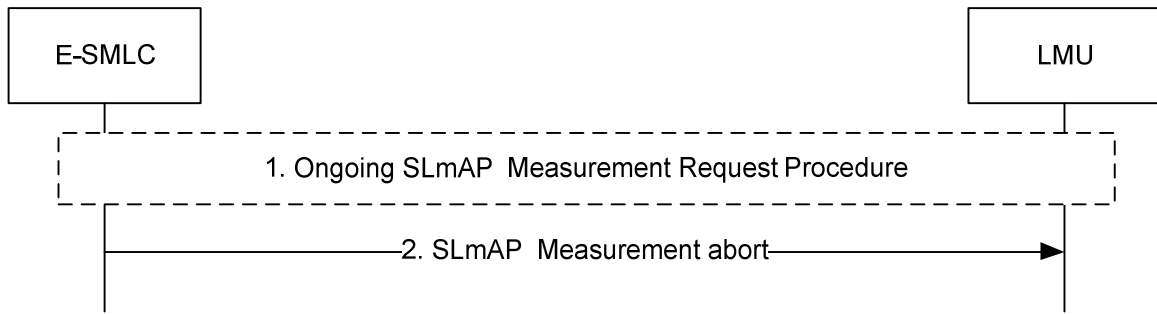 E-SMLC
LMU
1. Ongoing SLmAP Measurement Request Procedure
2. SLmAP Measurement abort